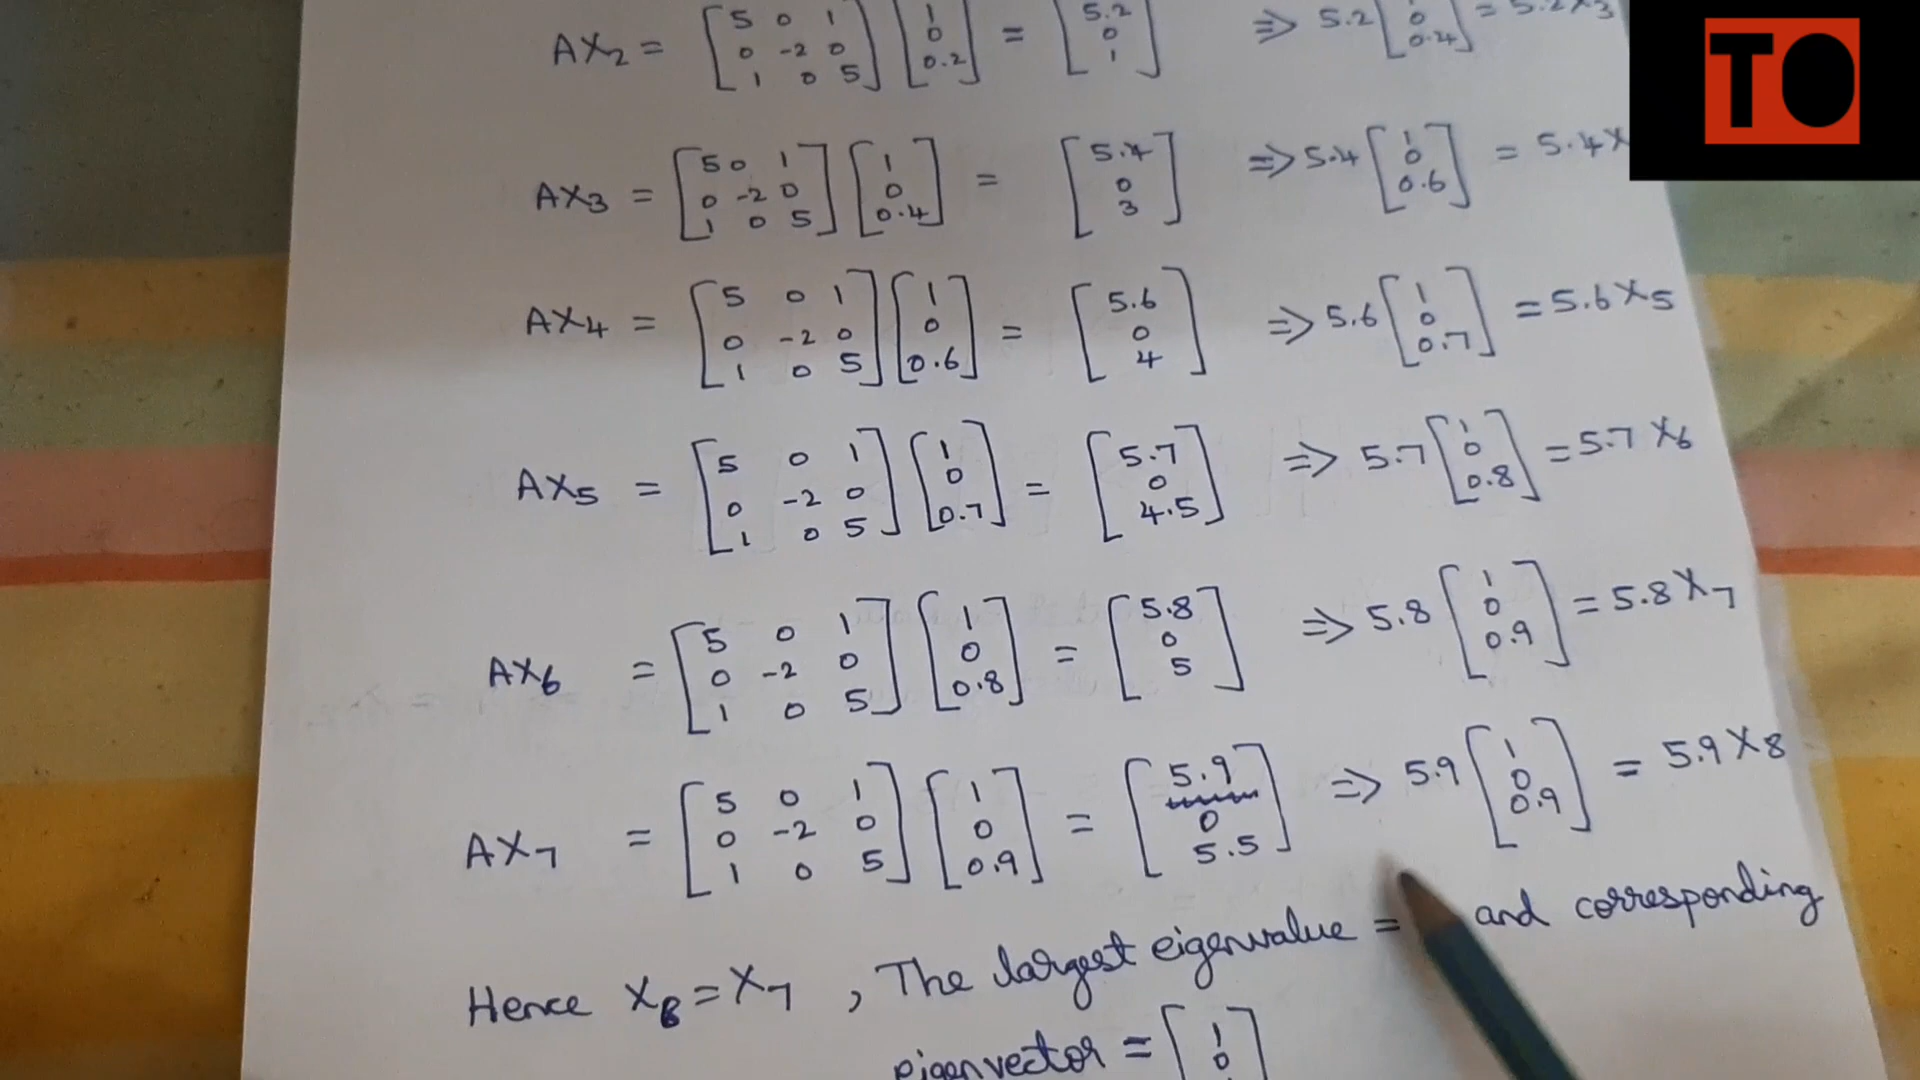 TO
AX2 = [5 0 1 [1 = [5.2 => 5.2 [0 = 5.2X3
0 -2 0 0 0 0.4]
1 0 5] 0.2] 1]
AX3 = [5 0 1 [1 = [5.4 => 5.4 [1 = 5.4X
0 -2 0 0 0 0
1 0 5] 0.4] 3] 0.6]
AX4 = [5 0 1 [1 = [5.6 => 5.6 [1 = 5.6X5
0 -2 0 0 0 0
1 0 5] 0.6] 4] 0.7]
AX5 = [5 0 1 [1 = [5.7 => 5.7 [1 = 5.7X6
0 -2 0 0 0 0
1 0 5] 0.7] 4.5] 0.8]
AX6 = [5 0 1 [1 = [5.8 => 5.8 [1 = 5.8X7
0 -2 0 0 0 0
1 0 5] 0.8] 5] 0.9]
AX7 = [5 0 1 [1 = [5.9 => 5.9 [1 = 5.9X8
0 -2 0 0 0 0
1 0 5] 0.9] 5.5] 0.9]
Hence X8 = X7 , The largest eigenvalue = and corresponding
eigenvector = [1
0